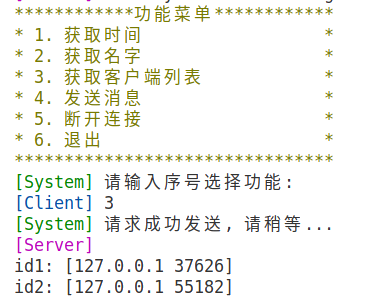 ************功能菜单************
* 1. 获取时间 *
* 2. 获取名字 *
* 3. 获取客户端列表 *
* 4. 发送消息 *
* 5. 断开连接 *
* 6. 退出 *
********************************
[System] 请输入序号选择功能:
[Client] 3
[System] 请求成功发送, 请稍等...
[Server]
id1: [127.0.0.1 37626]
id2: [127.0.0.1 55182]